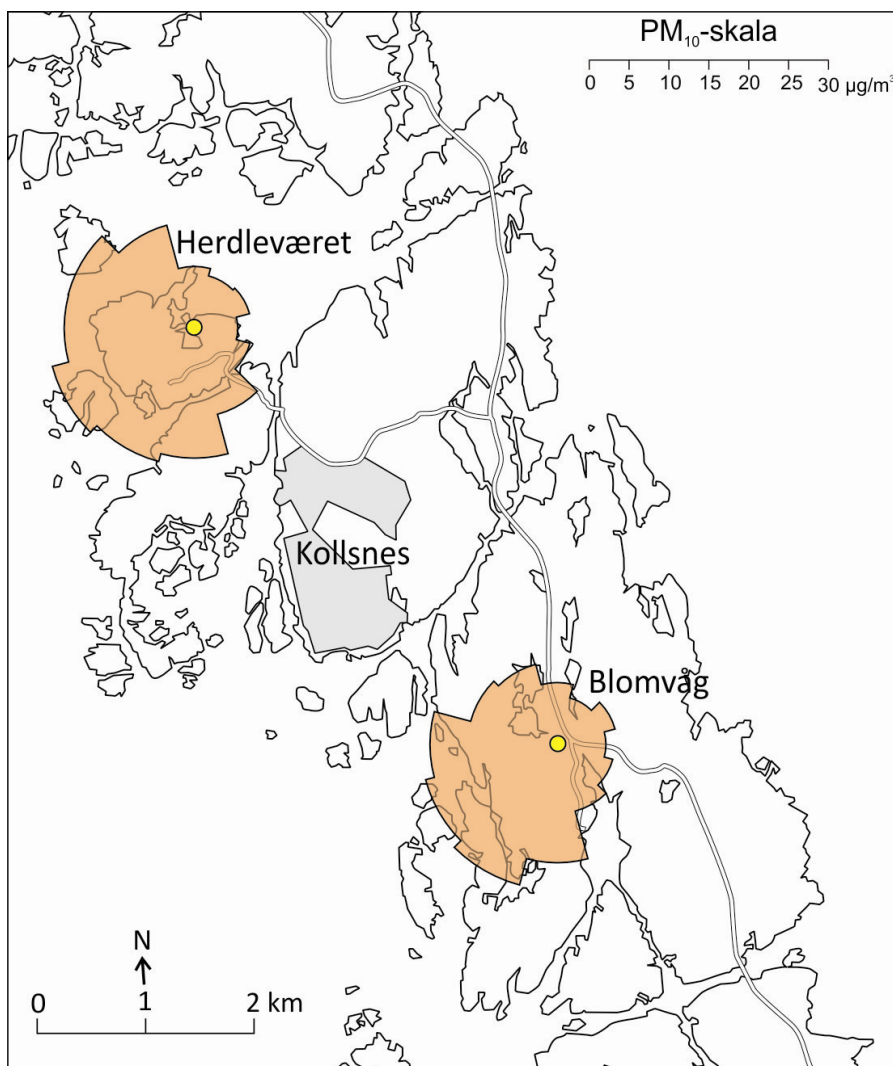 PM₁₀-skala
0 5 10 15 20 25 30 µg/m³
Herdleværet
Kollsnes
Blomvåg
N
0 1 2 km